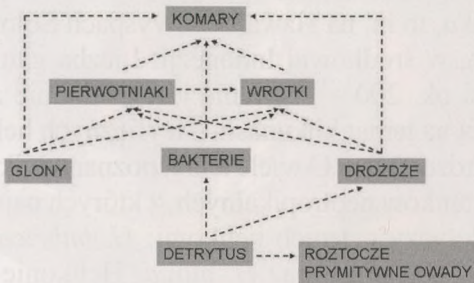 KOMARY
PIERWOTNIAKI
WROTKI
GLONY
BAKTERIE
DROŻDŻE
DETRYTUS
ROZTOCZE
PRYMITYWNE OWADY